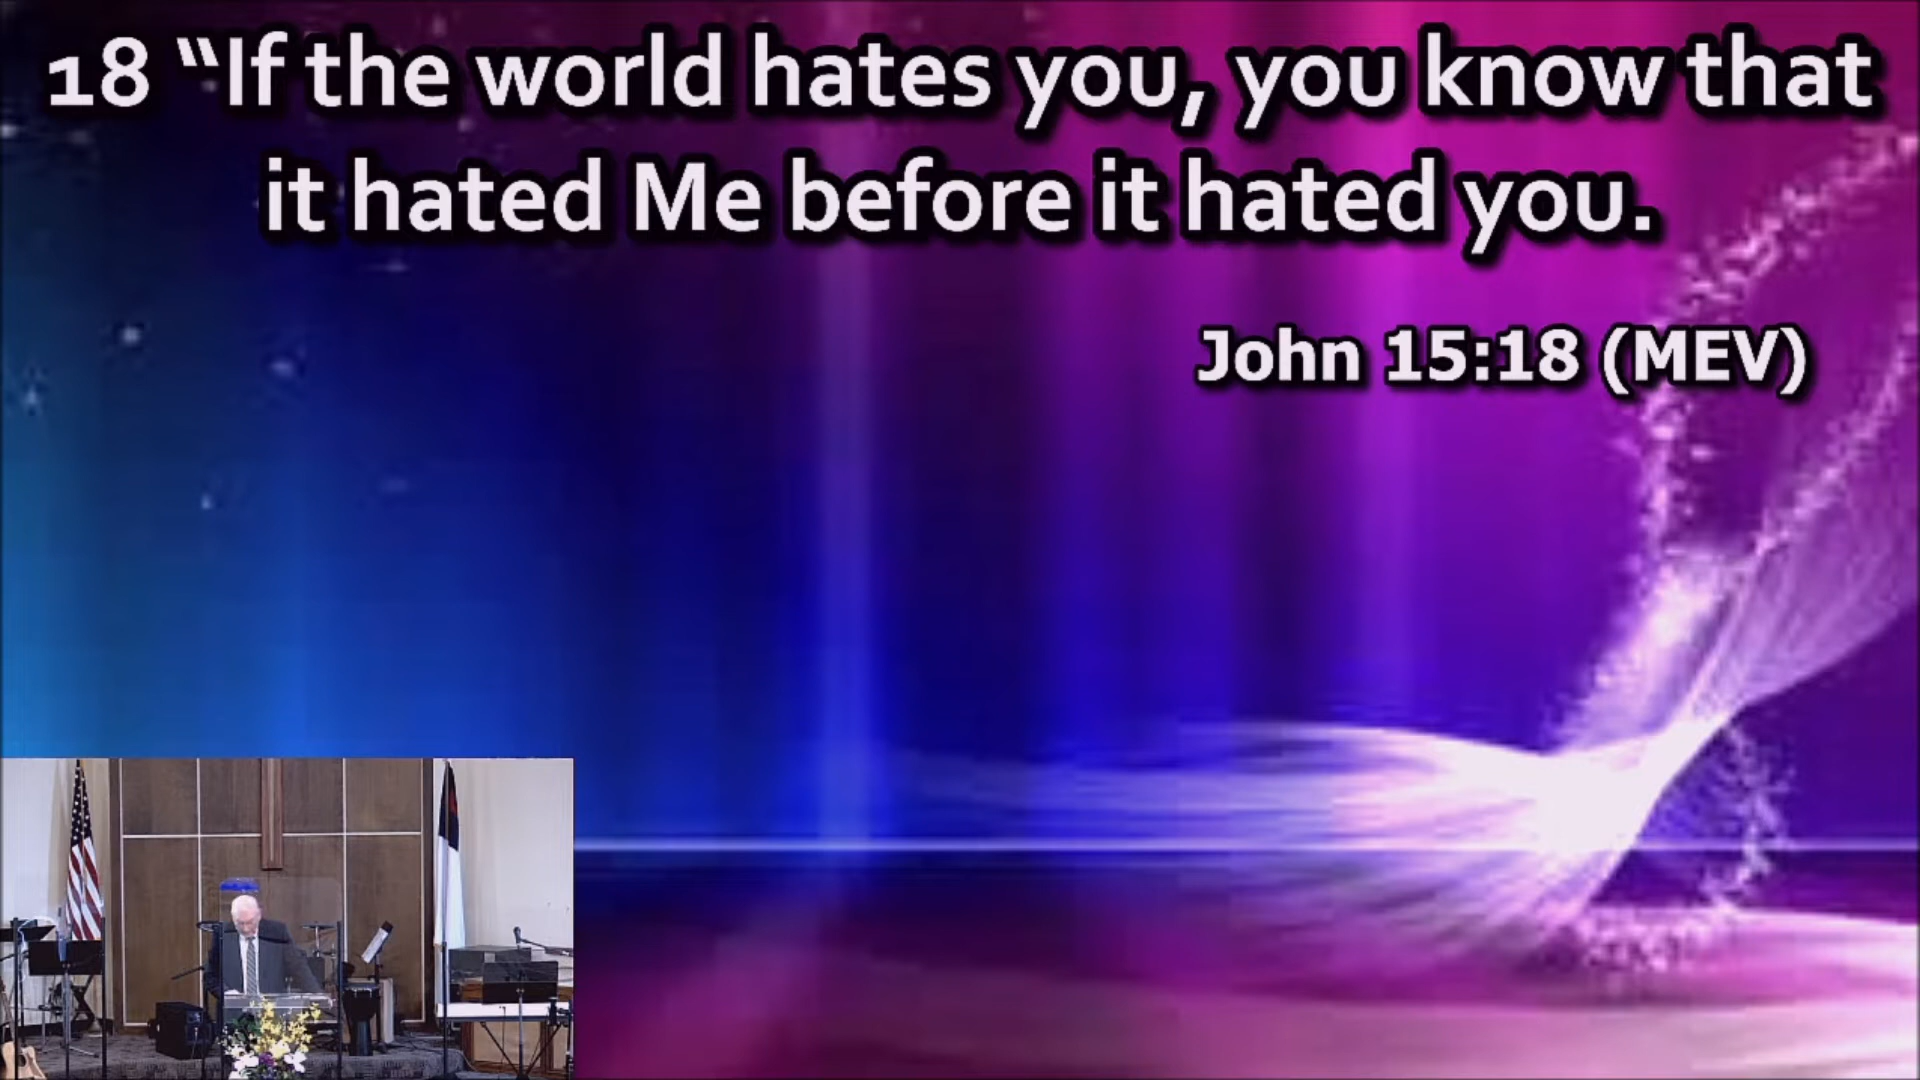 18 “If the world hates you, you know that
it hated Me before it hated you.
John 15:18 (MEV)